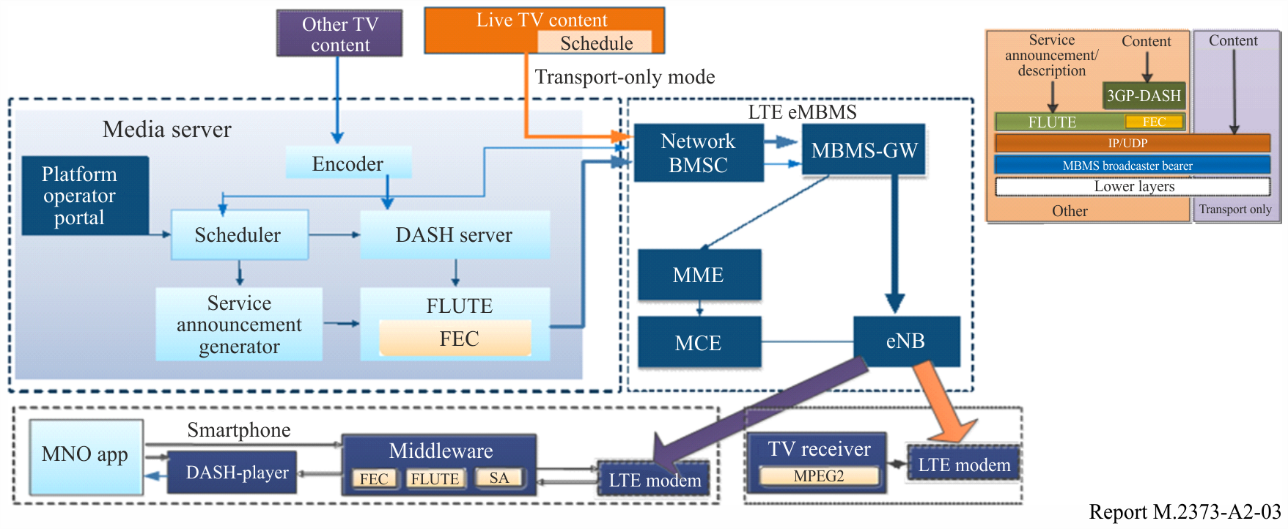 Other TV
content
Live TV content
Schedule
Transport-only mode
Service
announcement/
description
Content
Content
3GP-DASH
FLUTE
FEC
IP/UDP
MBMS broadcaster bearer
Lower layers
Other
Transport only
Media server
Encoder
Platform
operator
portal
Scheduler
DASH server
Service
announcement
generator
FLUTE
FEC
LTE eMBMS
Network
BMSC
MBMS-GW
MME
MCE
eNB
MNO app
Smartphone
DASH-player
Middleware
FEC
FLUTE
SA
LTE modem
TV receiver
MPEG2
LTE modem
Report M.2373-A2-03